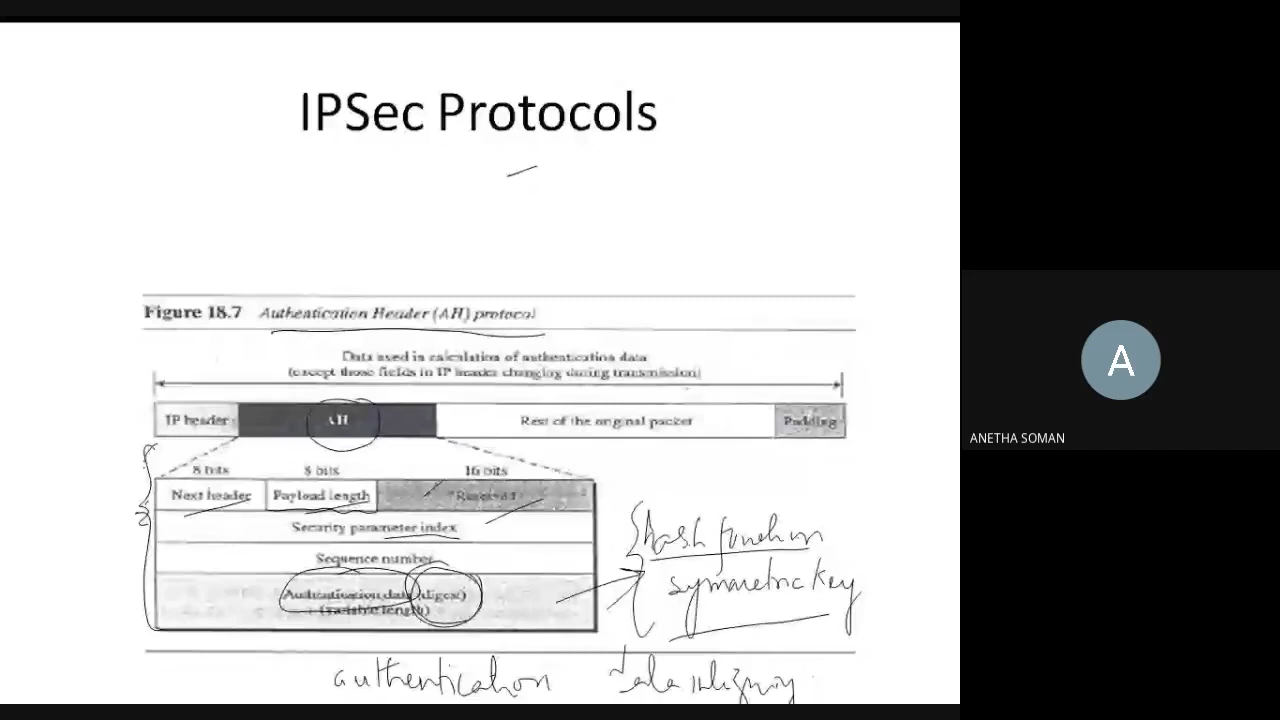 IPSec Protocols
Figure 18.7 Authentication Header (AH) protocol
Data used in calculation of authentication data
(except those fields in IP header changing during transmission)
IP header AH Rest of the original packet Padding
8 bits 8 bits 16 bits
Next header Payload length Reserved
Security parameter index
Sequence number
Authentication data (digest)
(variable length)
hash function
symmetric key
authentication data
A
ANETHA SOMAN